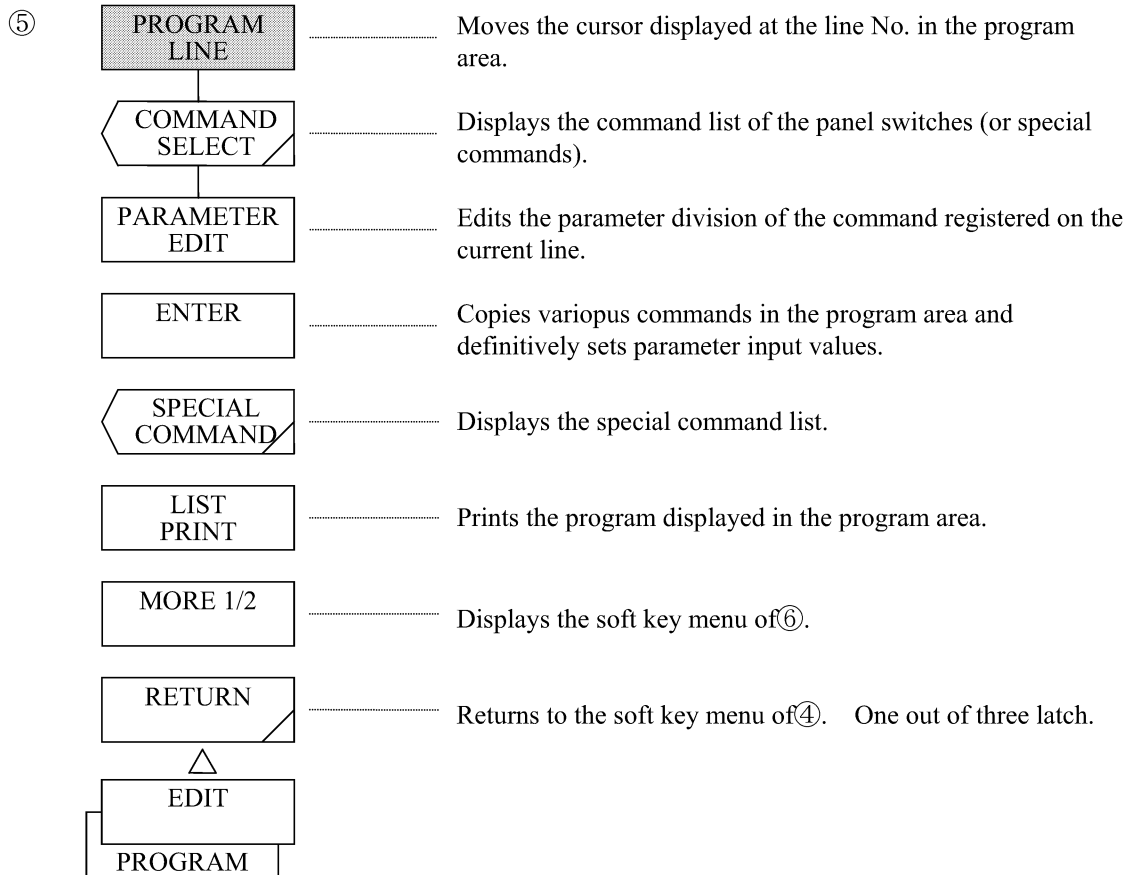 ⑤
PROGRAM
LINE
Moves the cursor displayed at the line No. in the program
area.
COMMAND
SELECT
Displays the command list of the panel switches (or special
commands).
PARAMETER
EDIT
Edits the parameter division of the command registered on the
current line.
ENTER
Copies variopus commands in the program area and
definitively sets parameter input values.
SPECIAL
COMMAND
Displays the special command list.
LIST
PRINT
Prints the program displayed in the program area.
MORE 1/2
Displays the soft key menu of⑥.
RETURN
Returns to the soft key menu of④. One out of three latch.
EDIT
PROGRAM